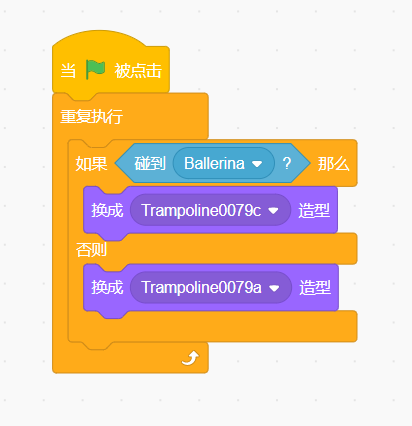 当 被点击
重复执行
如果 碰到 Ballerina ? 那么
换成 Trampoline0079c 造型
否则
换成 Trampoline0079a 造型